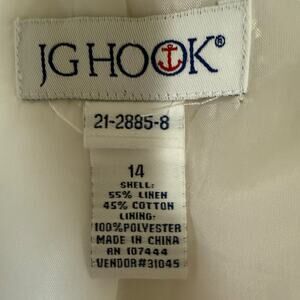 JG HOOK®
21-2885-8
14
SHELL:
55% LINEN
45% COTTON
LINING:
100%POLYESTER
MADE IN CHINA
RN 107444
VENDOR#31045